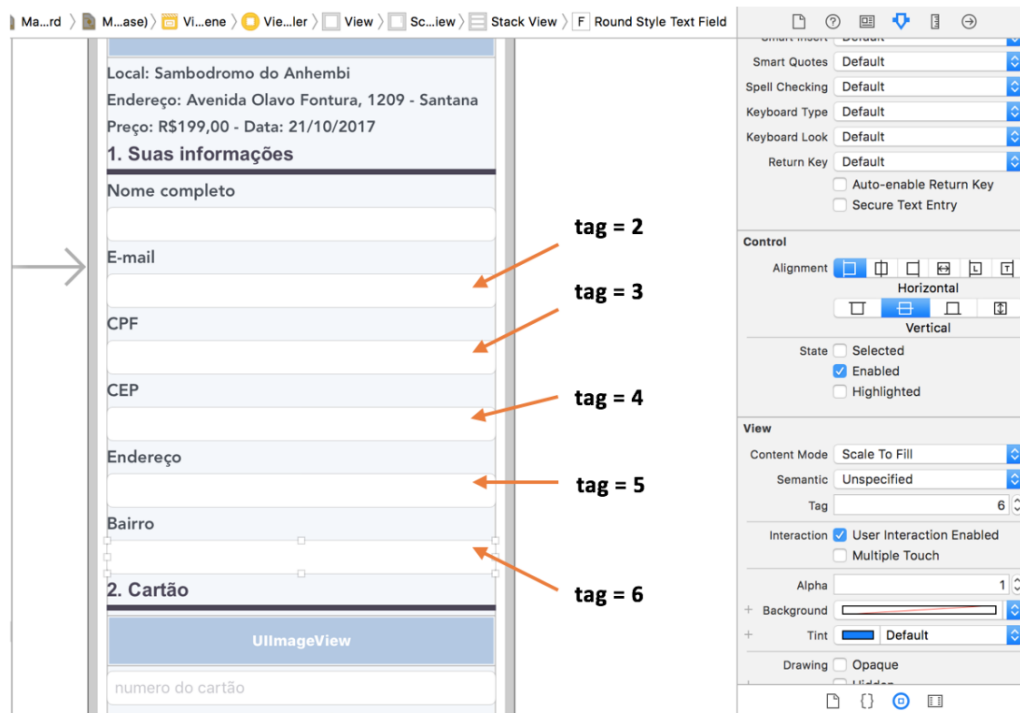 Ma...rd › M...ase) › Vi...ene › Vie...ler › View › Sc...iew › Stack View › F Round Style Text Field
Local: Sambodromo do Anhembi
Endereço: Avenida Olavo Fontura, 1209 - Santana
Preço: R$199,00 - Data: 21/10/2017
1. Suas informações
Nome completo
E-mail
CPF
CEP
Endereço
Bairro
2. Cartão
UIImageView
numero do cartão
tag = 2
tag = 3
tag = 4
tag = 5
tag = 6
Smart Insert Default
Smart Quotes Default
Spell Checking Default
Keyboard Type Default
Keyboard Look Default
Return Key Default
Auto-enable Return Key
Secure Text Entry
Control
Alignment
L T
Horizontal
Vertical
State Selected
Enabled
Highlighted
View
Content Mode Scale To Fill
Semantic Unspecified
Tag 6
Interaction User Interaction Enabled
Multiple Touch
Alpha 1
+ Background
+ Tint Default
Drawing Opaque
Hidden